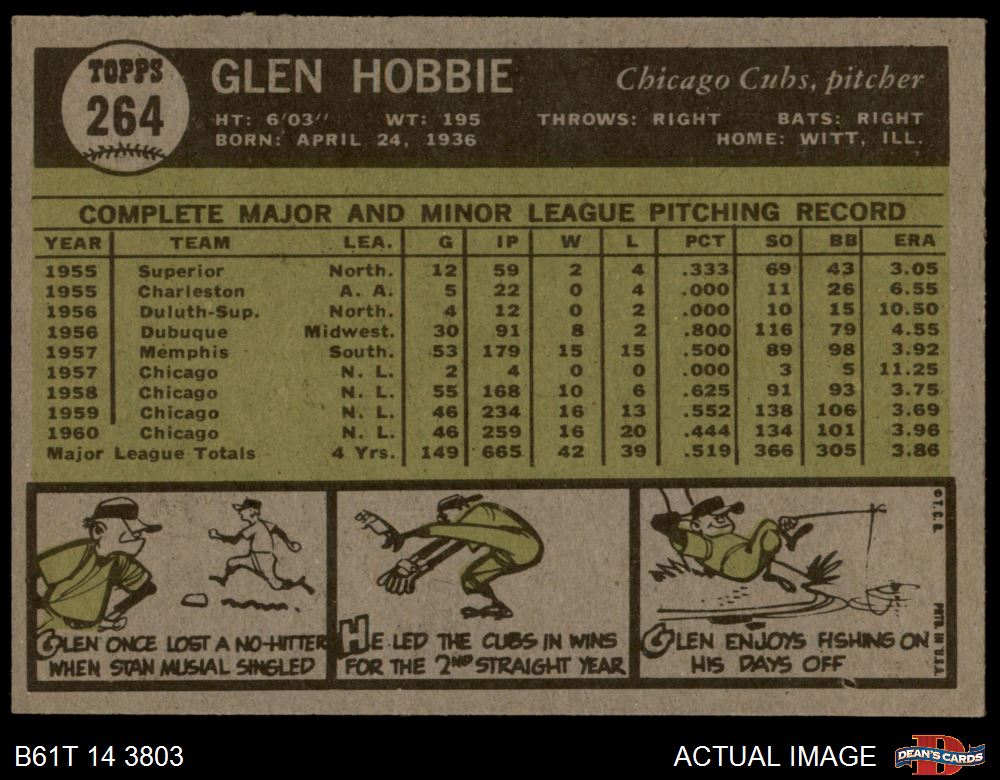 TOPPS
264
GLEN HOBBIE
Chicago Cubs, pitcher
HT: 6'03" WT: 195 THROWS: RIGHT BATS: RIGHT
BORN: APRIL 24, 1936 HOME: WITT, ILL.
COMPLETE MAJOR AND MINOR LEAGUE PITCHING RECORD
YEAR TEAM LEA. G IP W L PCT SO BB ERA
1955 Superior North. 12 59 2 4 .333 69 43 3.05
1955 Charleston A. A. 5 22 0 4 .000 11 26 6.55
1956 Duluth-Sup. North. 4 12 0 2 .000 10 15 10.50
1956 Dubuque Midwest. 30 91 8 2 .800 116 79 4.55
1957 Memphis South. 53 179 15 15 .500 89 98 3.92
1957 Chicago N. L. 2 4 0 0 .000 3 5 11.25
1958 Chicago N. L. 55 168 10 6 .625 91 93 3.75
1959 Chicago N. L. 46 234 16 13 .552 138 106 3.69
1960 Chicago N. L. 46 259 16 20 .444 134 101 3.96
Major League Totals 4 Yrs. 149 665 42 39 .519 366 305 3.86
GLEN ONCE LOST A NO-HITTER
WHEN STAN MUSIAL SINGLED
HE LED THE CUBS IN WINS
FOR THE 2ND STRAIGHT YEAR
GLEN ENJOYS FISHING ON
HIS DAYS OFF
© T. C. G.
PRTD. IN U.S.A.
B61T 14 3803
ACTUAL IMAGE
DEAN'S CARDS